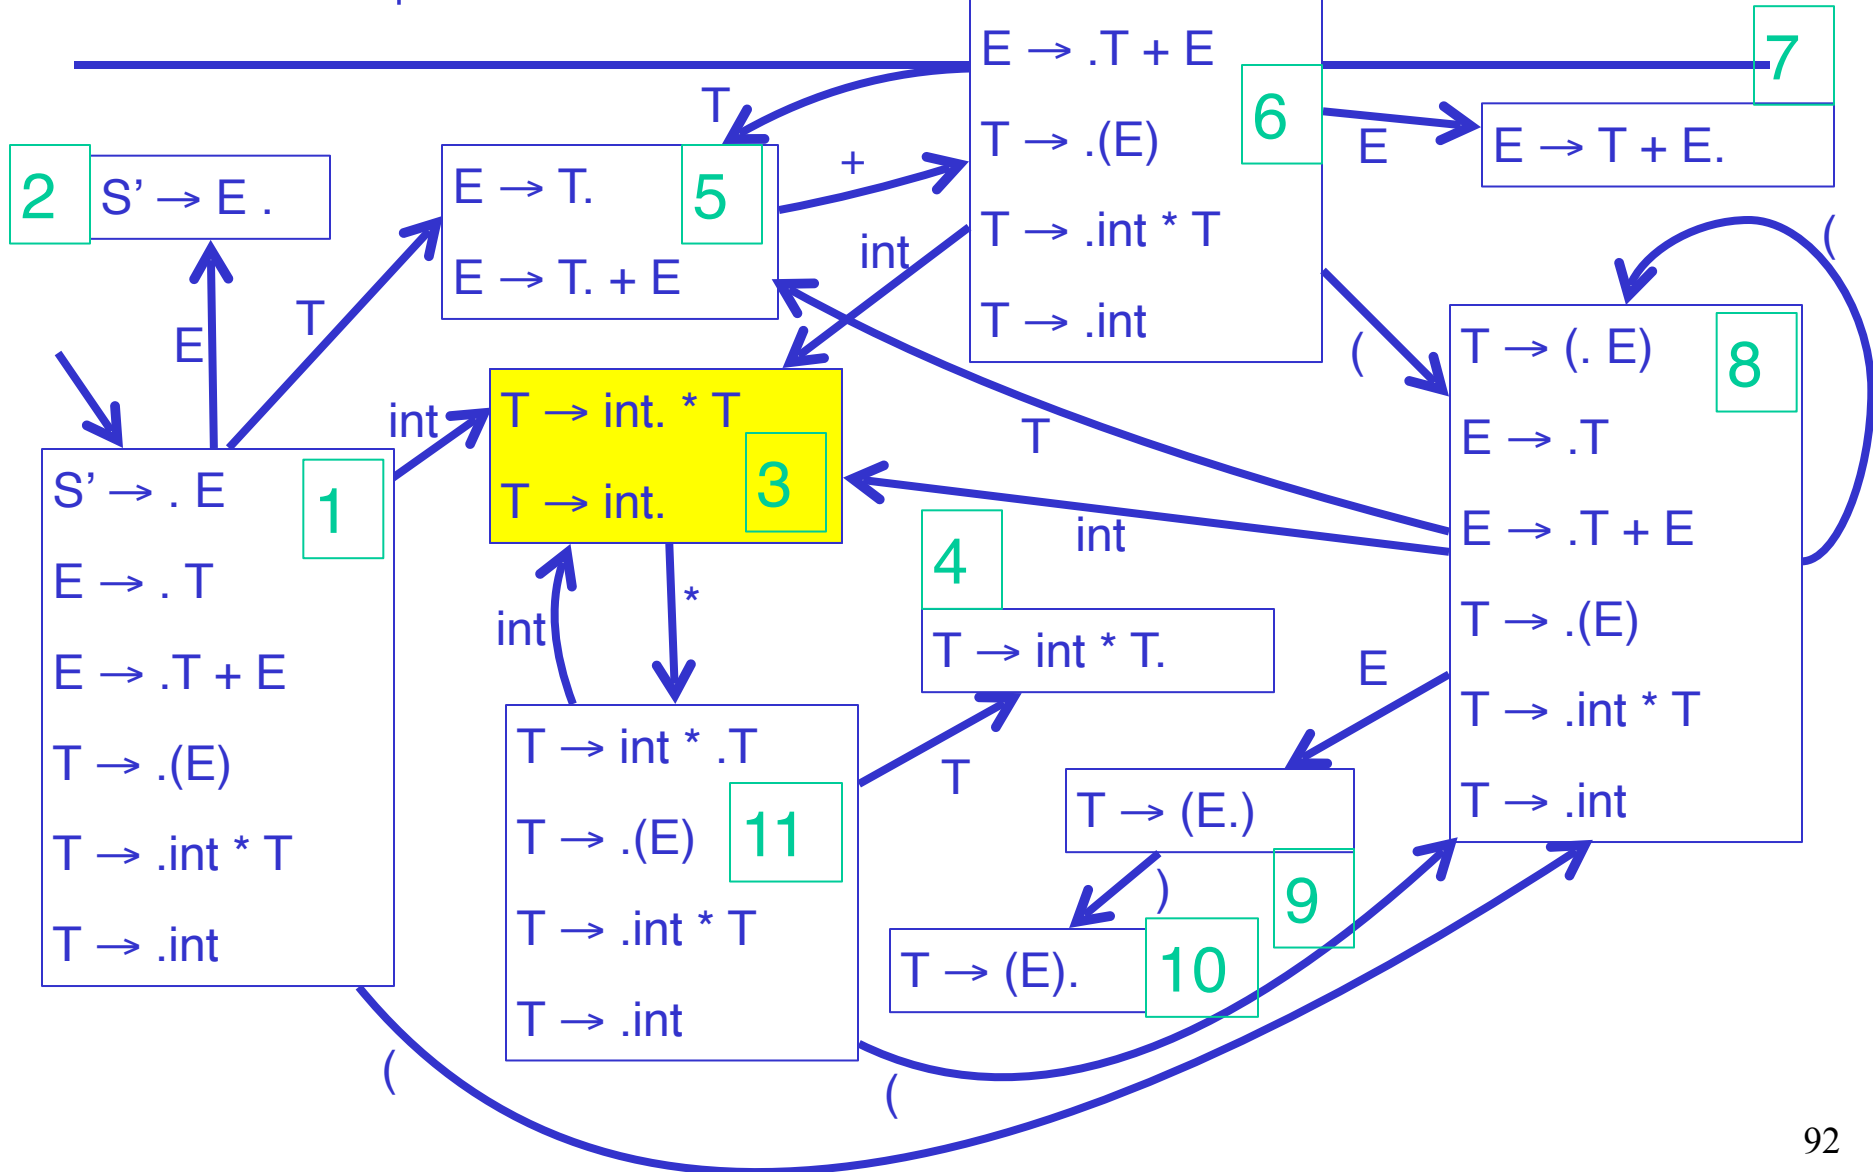 E → .T + E
7
T
6
T → .(E)
+
E
E → T + E.
2
S' → E .
E → T.
5
(
int
T → .int * T
E → T. + E
T
E
T → .int
(
T → (. E)
8
T → int. * T
int
T
E → .T
S' → . E
1
3
T → int.
E → .T + E
int
4
E → . T
*
int
T → .(E)
T → int * T.
E
E → .T + E
T → .int * T
T → int * .T
T
T → .(E)
T → (E.)
T → .int
11
T → .(E)
T → .int * T
)
9
T → .int * T
T → .int
T → (E).
10
T → .int
(
(
92